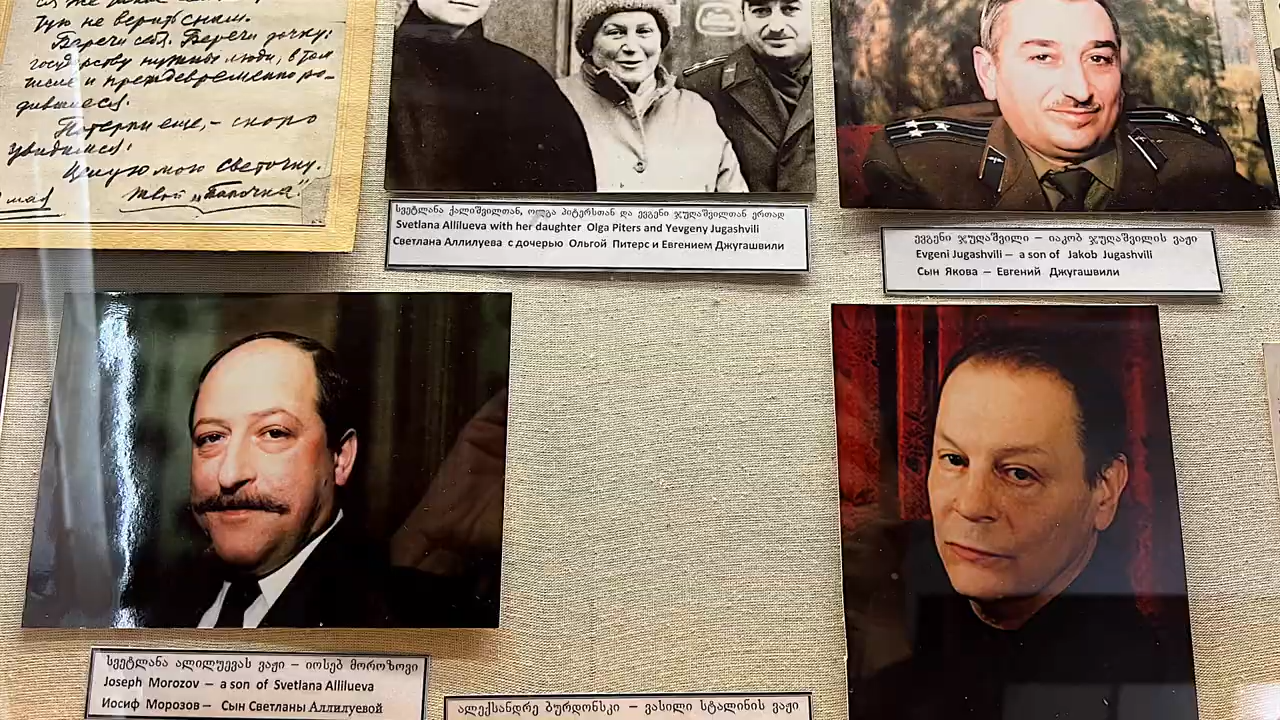 тую не верить снам.
Береги себя. Береги дочку:
государству нужны люди, в том
числе и преждевременно ро-
дившиеся.
Потерпи еще, – скоро
увидимся.
Целую мою Светочку.
Твой „Папочка"
мая
სვეტლანა ქალიშვილთან, ოლგა პიტერსთან და ევგენი ჯუღაშვილთან ერთად
Svetlana Allilueva with her daughter Olga Piters and Yevgeny Jugashvili
Светлана Аллилуева с дочерью Ольгой Питерс и Евгением Джугашвили
ევგენი ჯუღაშვილი – იაკობ ჯუღაშვილის ვაჟი
Evgeni Jugashvili – a son of Jakob Jugashvili
Сын Якова – Евгений Джугашвили
სვეტლანა ალილუევას ვაჟი – იოსებ მოროზოვი
Joseph Morozov – a son of Svetlana Allilueva
Иосиф Морозов – Сын Светланы Аллилуевой
ალექსანდრე ბურდონსკი – ვასილი სტალინის ვაჟი